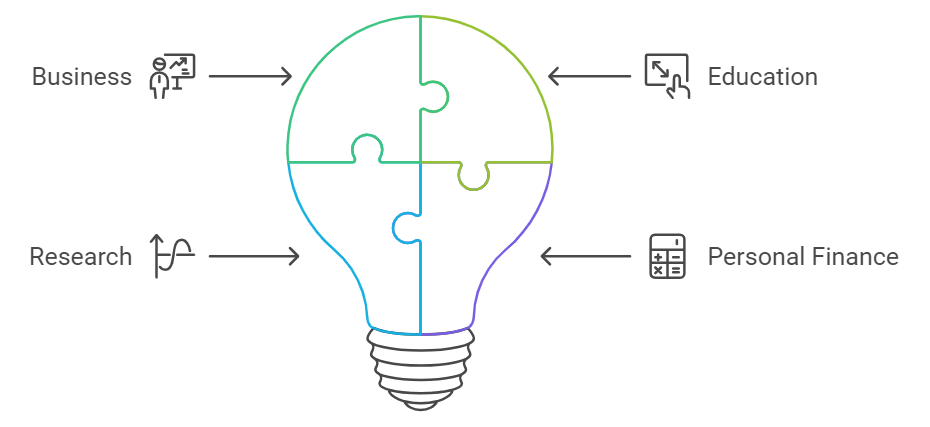 Business
Education
Research
Personal Finance